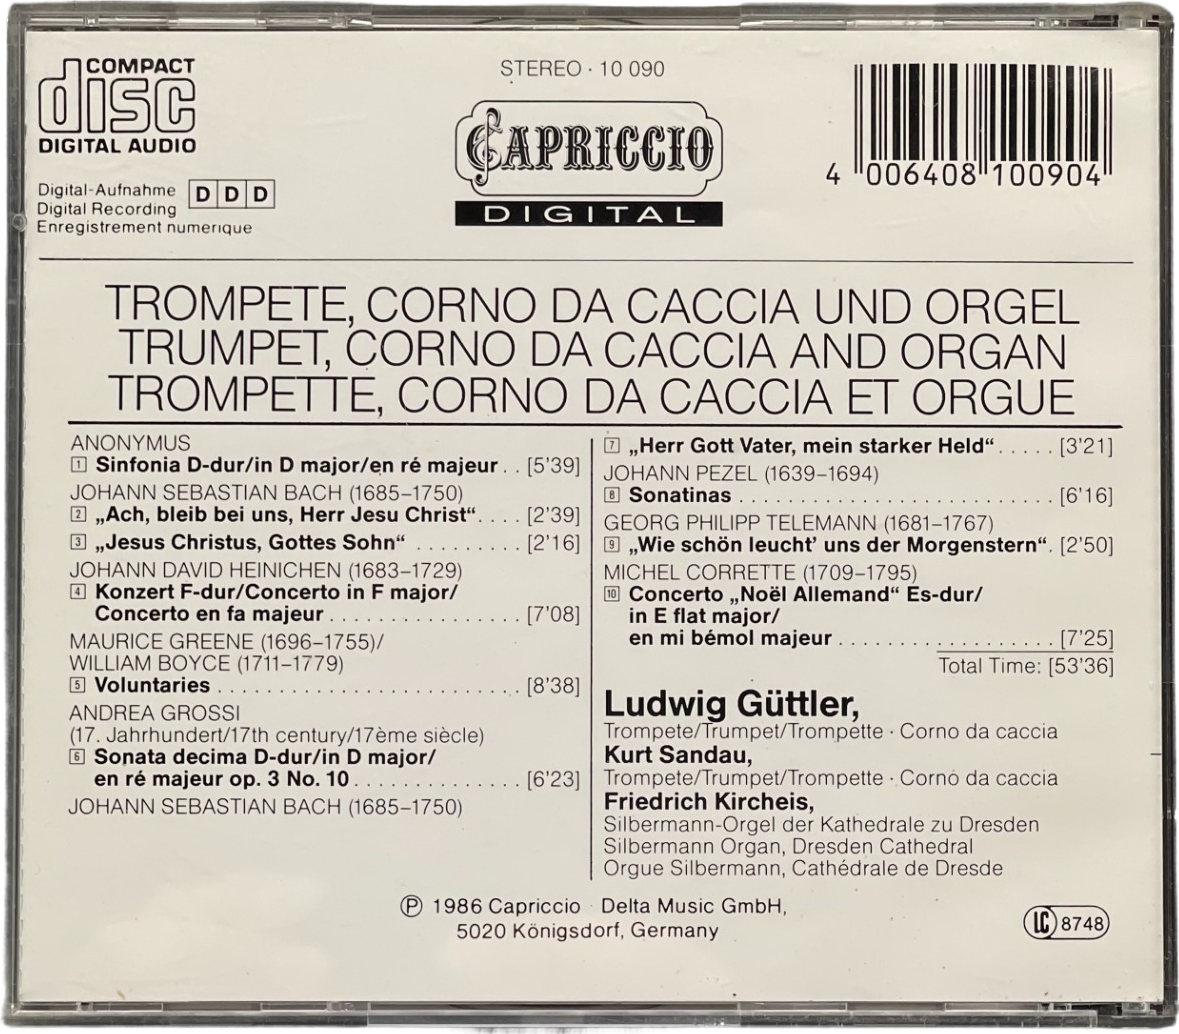 COMPACT
disc
DIGITAL AUDIO
Digital-Aufnahme
Digital Recording
Enregistrement numerique
D D D
STEREO · 10 090
CAPRICCIO
DIGITAL
4 006408 100904
TROMPETE, CORNO DA CACCIA UND ORGEL
TRUMPET, CORNO DA CACCIA AND ORGAN
TROMPETTE, CORNO DA CACCIA ET ORGUE
ANONYMUS
1 Sinfonia D-dur/in D major/en ré majeur . . [5'39]
JOHANN SEBASTIAN BACH (1685–1750)
2 „Ach, bleib bei uns, Herr Jesu Christ“. . . . [2'39]
3 „Jesus Christus, Gottes Sohn“ . . . . . . . . . [2'16]
JOHANN DAVID HEINICHEN (1683–1729)
4 Konzert F-dur/Concerto in F major/
Concerto en fa majeur . . . . . . . . . . . . . . . . [7'08]
MAURICE GREENE (1696–1755)/
WILLIAM BOYCE (1711–1779)
5 Voluntaries . . . . . . . . . . . . . . . . . . . . . . . . . [8'38]
ANDREA GROSSI
(17. Jahrhundert/17th century/17ème siècle)
6 Sonata decima D-dur/in D major/
en ré majeur op. 3 No. 10 . . . . . . . . . . . . . [6'23]
JOHANN SEBASTIAN BACH (1685–1750)
7 „Herr Gott Vater, mein starker Held“ . . . . . [3'21]
JOHANN PEZEL (1639–1694)
8 Sonatinas . . . . . . . . . . . . . . . . . . . . . . . . . . [6'16]
GEORG PHILIPP TELEMANN (1681–1767)
9 „Wie schön leucht' uns der Morgenstern“. [2'50]
MICHEL CORRETTE (1709–1795)
10 Concerto „Noël Allemand“ Es-dur/
in E flat major/
en mi bémol majeur . . . . . . . . . . . . . . . . . . [7'25]
Total Time: [53'36]
Ludwig Güttler,
Trompete/Trumpet/Trompette · Corno da caccia
Kurt Sandau,
Trompete/Trumpet/Trompette · Corno da caccia
Friedrich Kircheis,
Silbermann-Orgel der Kathedrale zu Dresden
Silbermann Organ, Dresden Cathedral
Orgue Silbermann, Cathédrale de Dresde
℗ 1986 Capriccio · Delta Music GmbH,
5020 Königsdorf, Germany
LC 8748